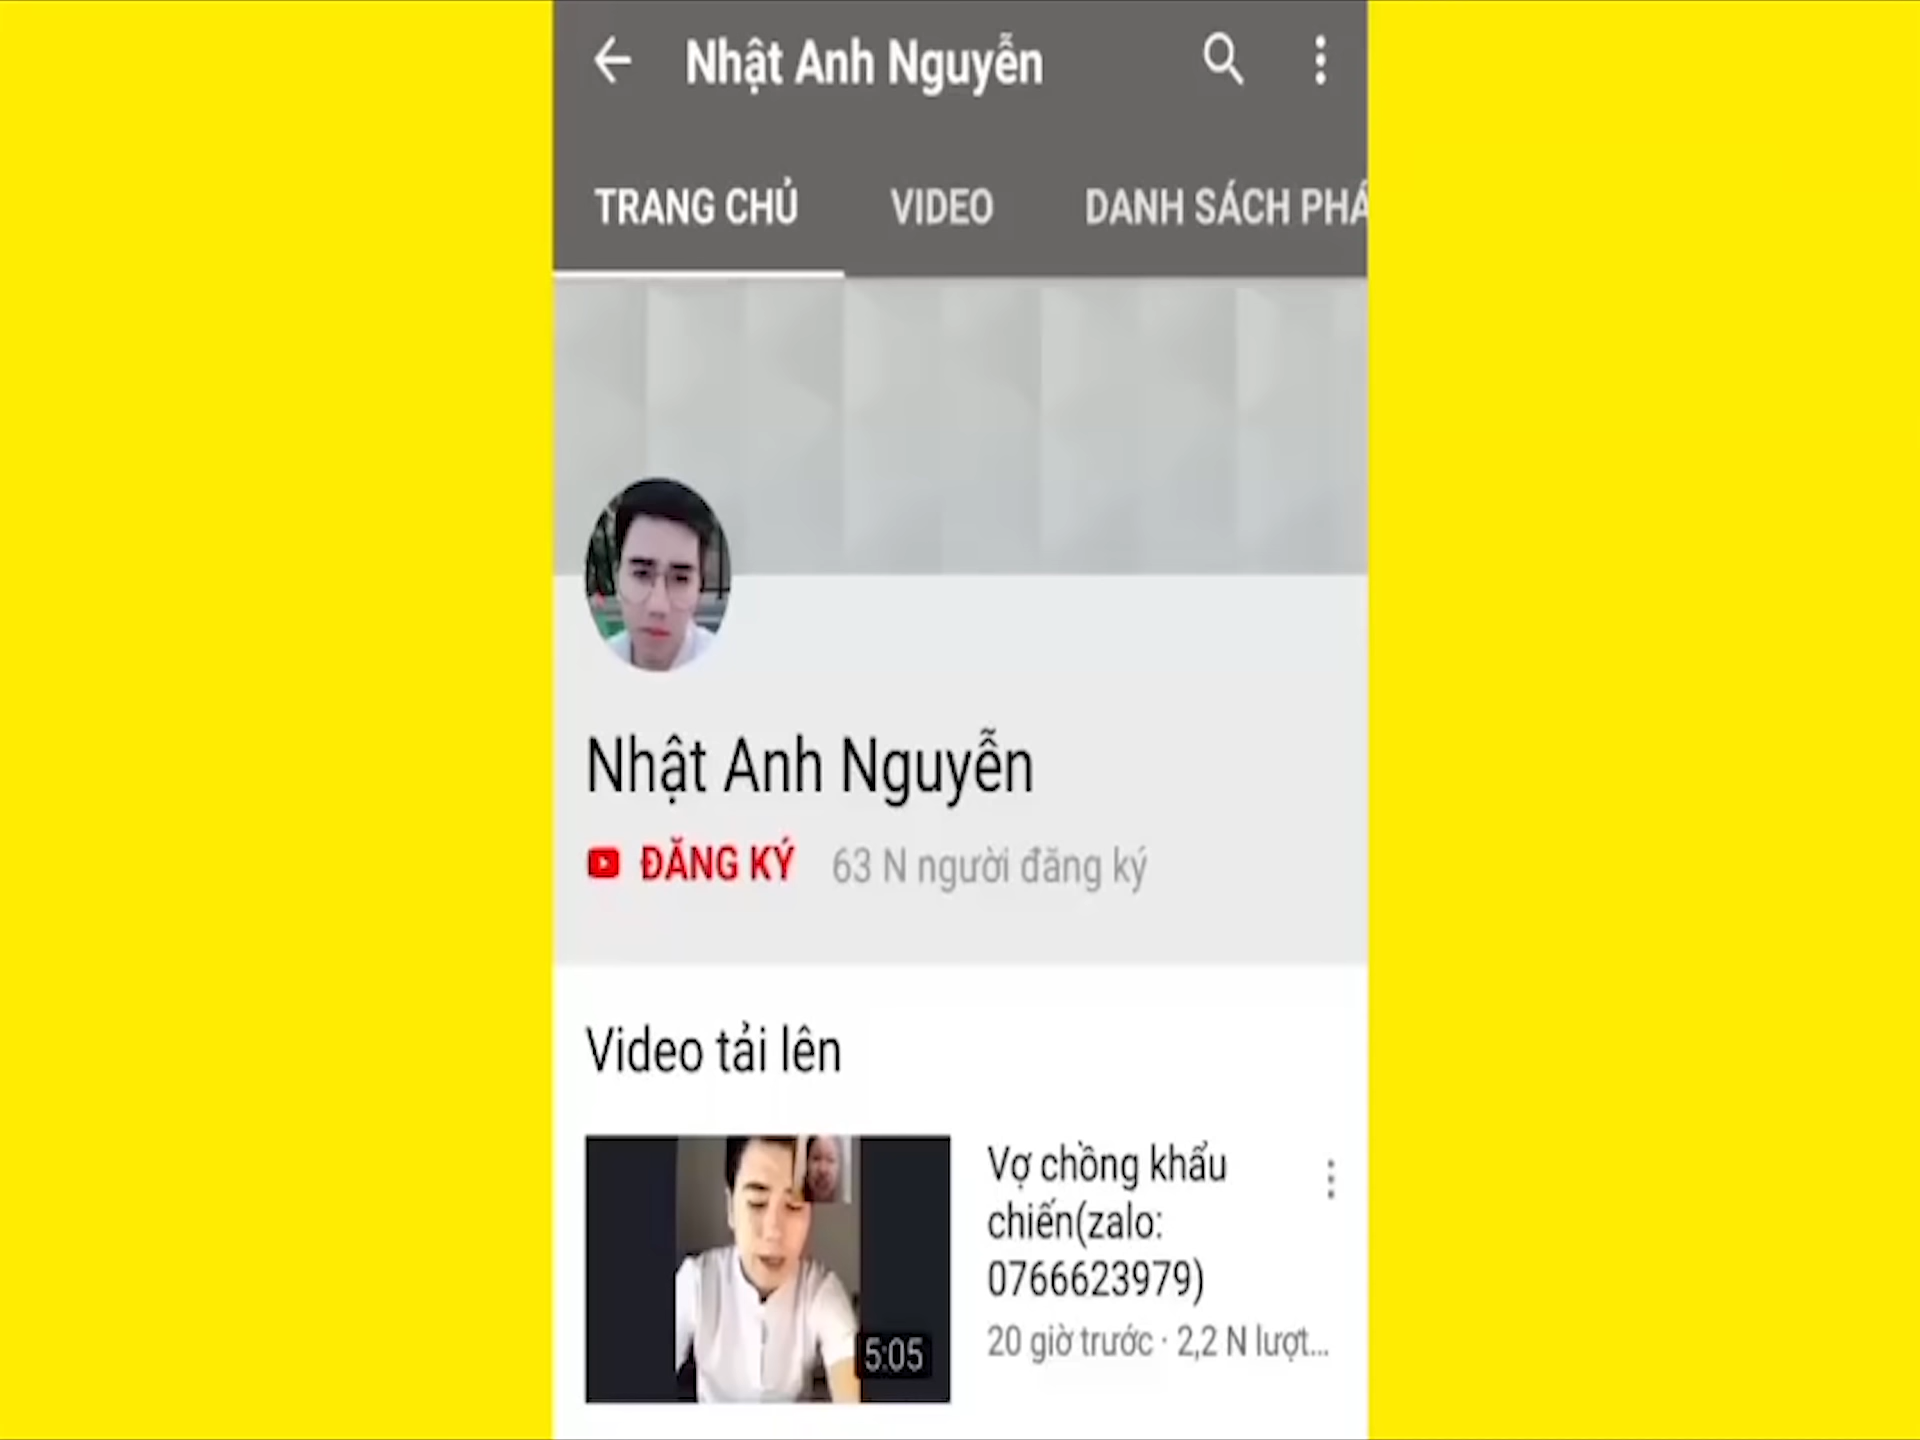 Nhật Anh Nguyễn
TRANG CHỦ VIDEO DANH SÁCH PHÁ
Nhật Anh Nguyễn
ĐĂNG KÝ 63 N người đăng ký
Video tải lên
Vợ chồng khẩu
chiến(zalo:
0766623979)
20 giờ trước · 2,2 N lượt...
5:05